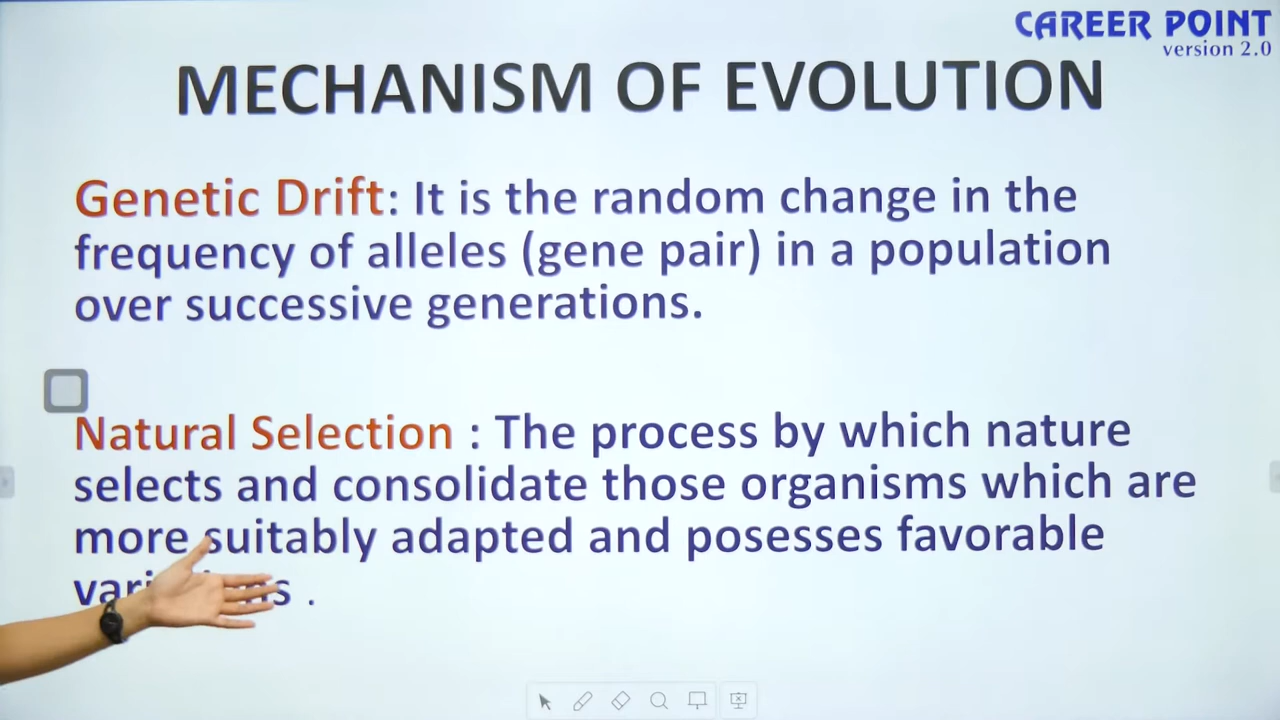 CAREER POINT
version 2.0
MECHANISM OF EVOLUTION
Genetic Drift: It is the random change in the
frequency of alleles (gene pair) in a population
over successive generations.
Natural Selection : The process by which nature
selects and consolidate those organisms which are
more suitably adapted and posesses favorable